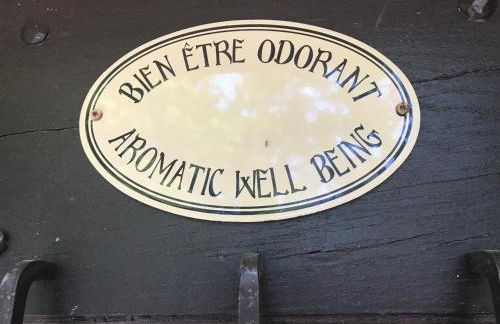 BIEN ÊTRE ODORANT
AROMATIC WELL BEING